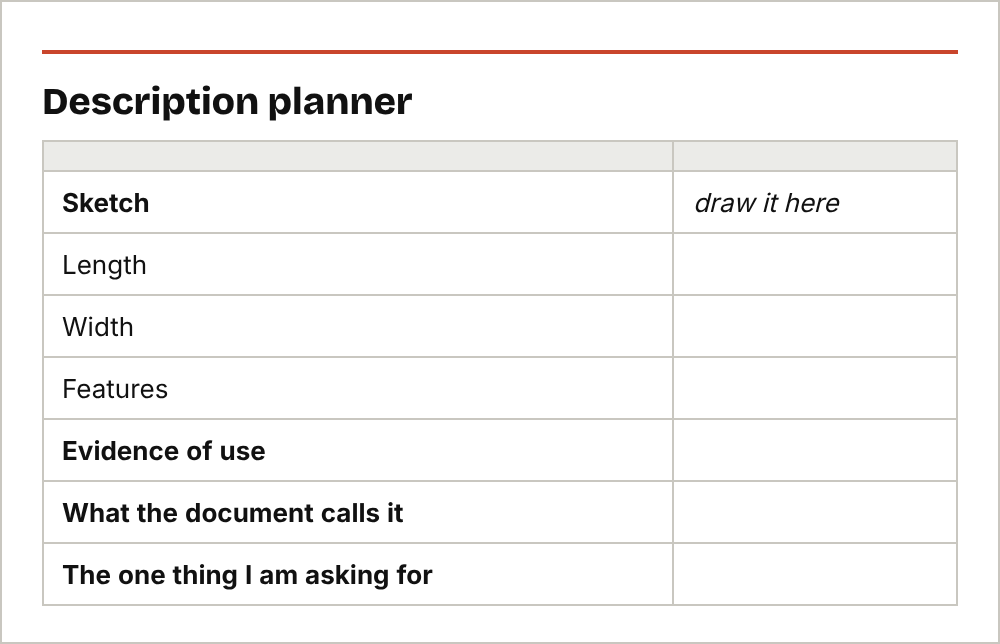 Description planner
Sketch draw it here
Length
Width
Features
Evidence of use
What the document calls it
The one thing I am asking for